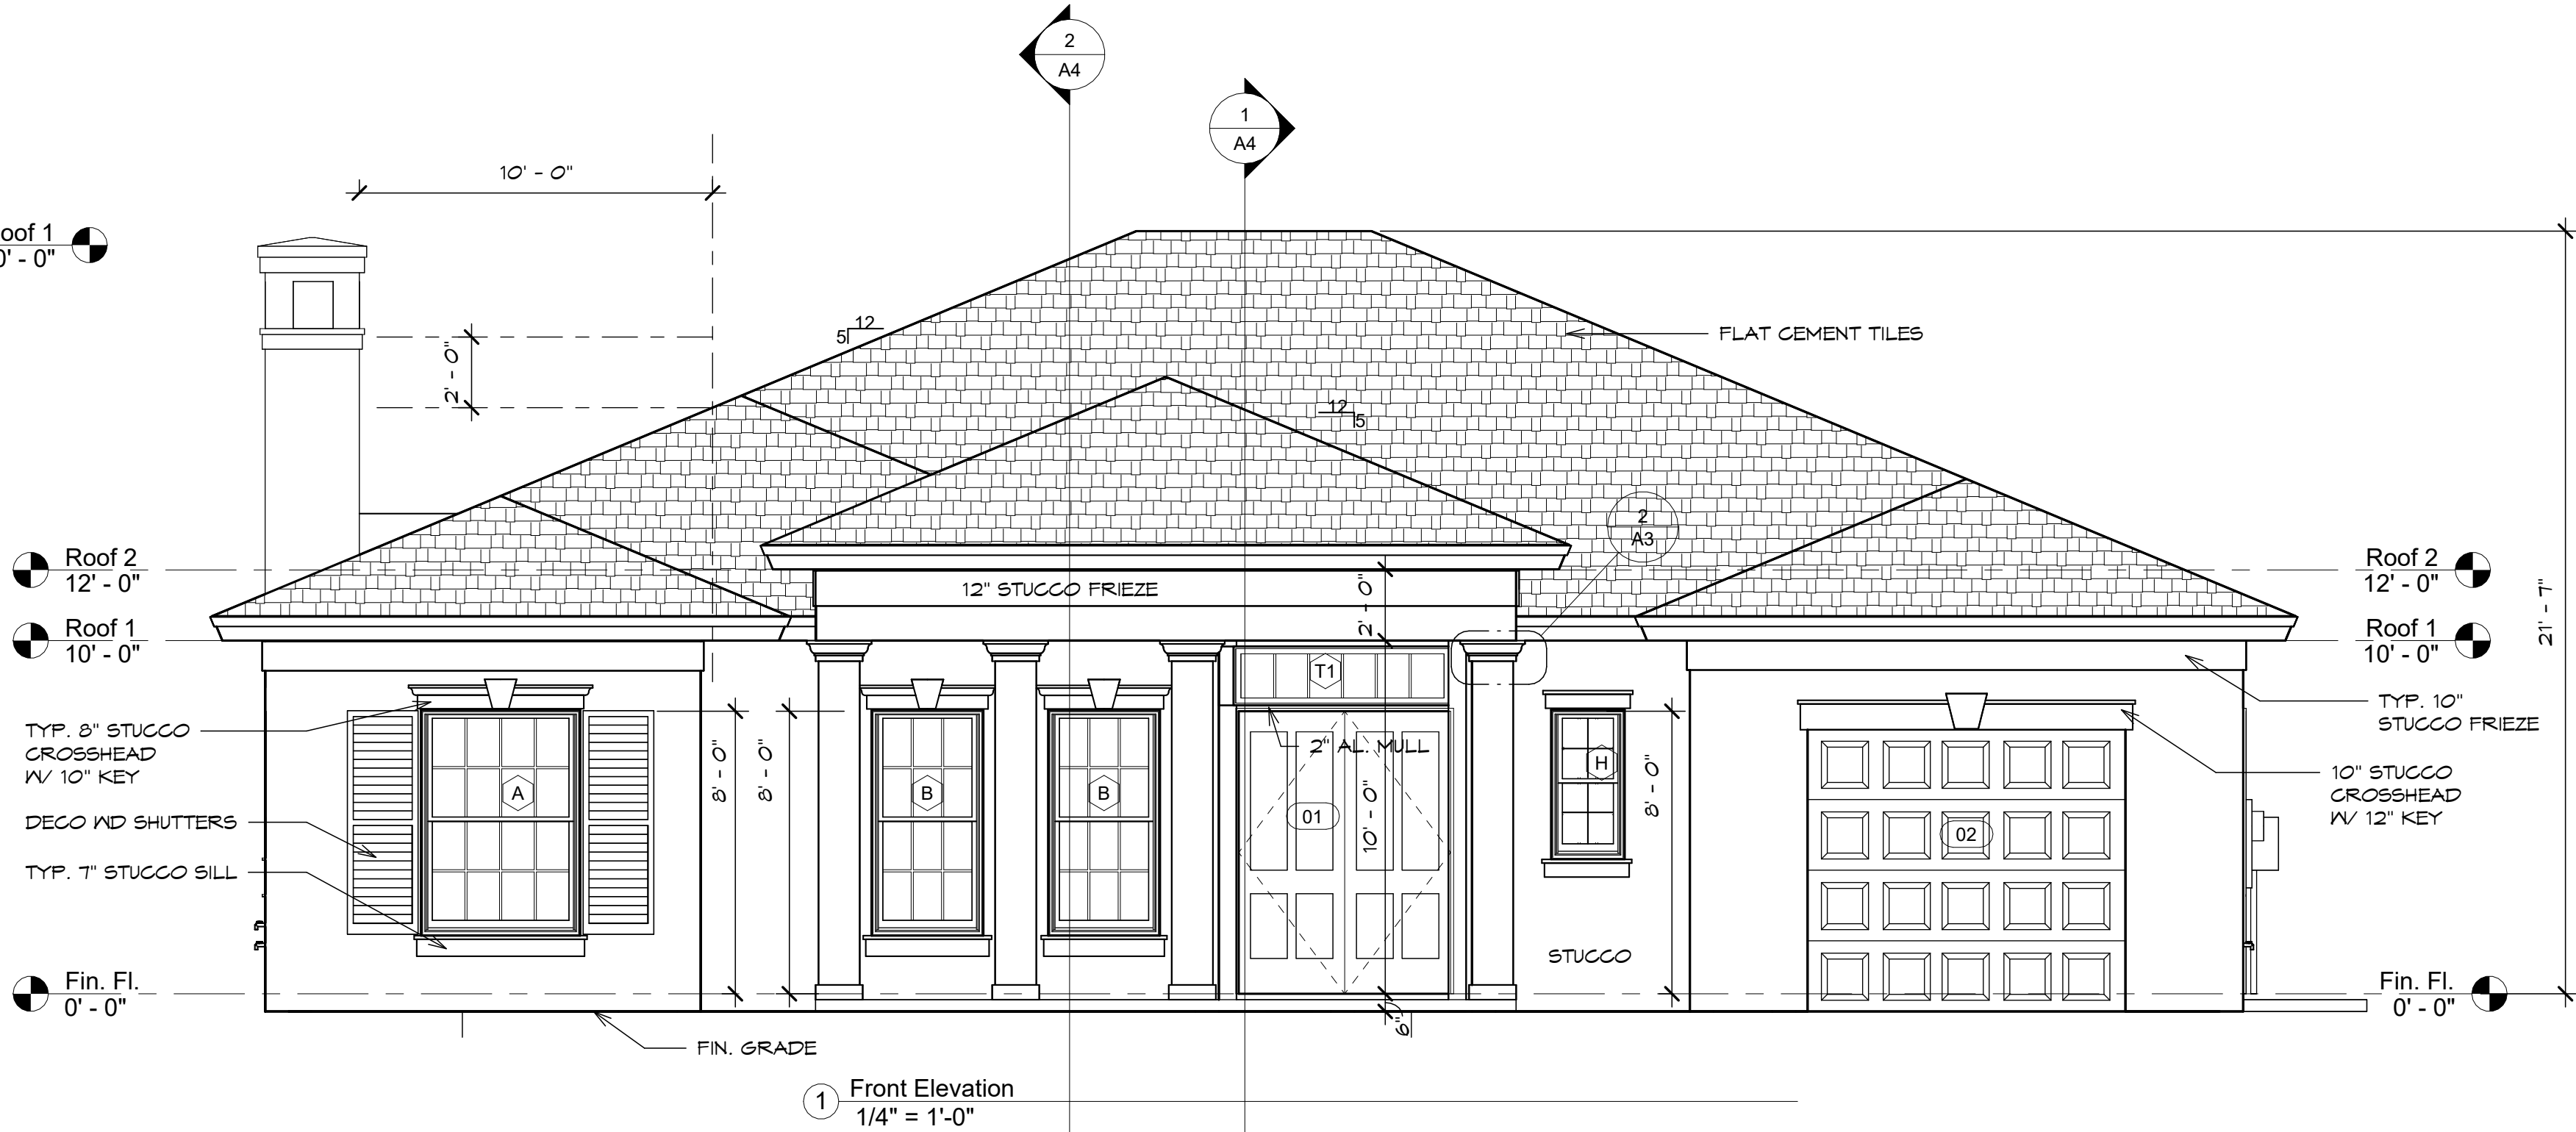 2
A4
1
A4
10' - 0"
oof 1
0' - 0"
12
5
FLAT CEMENT TILES
2' - 0"
12
5
2
A3
Roof 2
12' - 0"
12" STUCCO FRIEZE
2' - 0"
Roof 2
12' - 0"
21' - 7"
Roof 1
10' - 0"
Roof 1
10' - 0"
T1
TYP. 10"
STUCCO FRIEZE
TYP. 8" STUCCO
CROSSHEAD
W/ 10" KEY
2" AL. MULL
H
10" STUCCO
CROSSHEAD
W/ 12" KEY
A
8' - 0"
8' - 0"
B
B
01
10' - 0"
8' - 0"
02
DECO WD SHUTTERS
TYP. 7" STUCCO SILL
STUCCO
Fin. Fl.
0' - 0"
Fin. Fl.
0' - 0"
6"
FIN. GRADE
1
Front Elevation
1/4" = 1'-0"